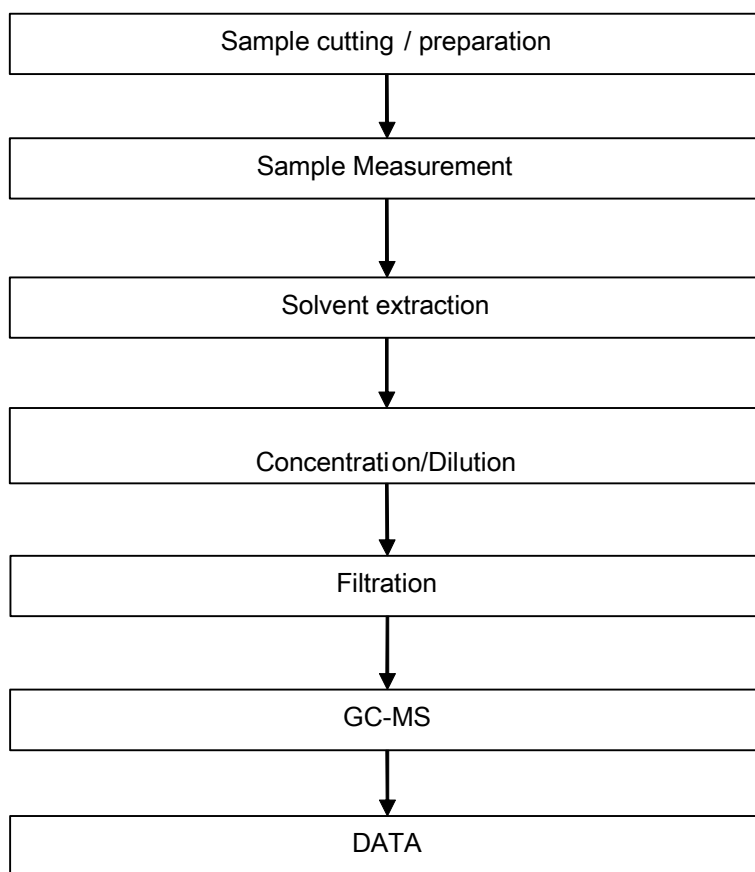 Sample cutting / preparation
Sample Measurement
Solvent extraction
Concentration/Dilution
Filtration
GC-MS
DATA